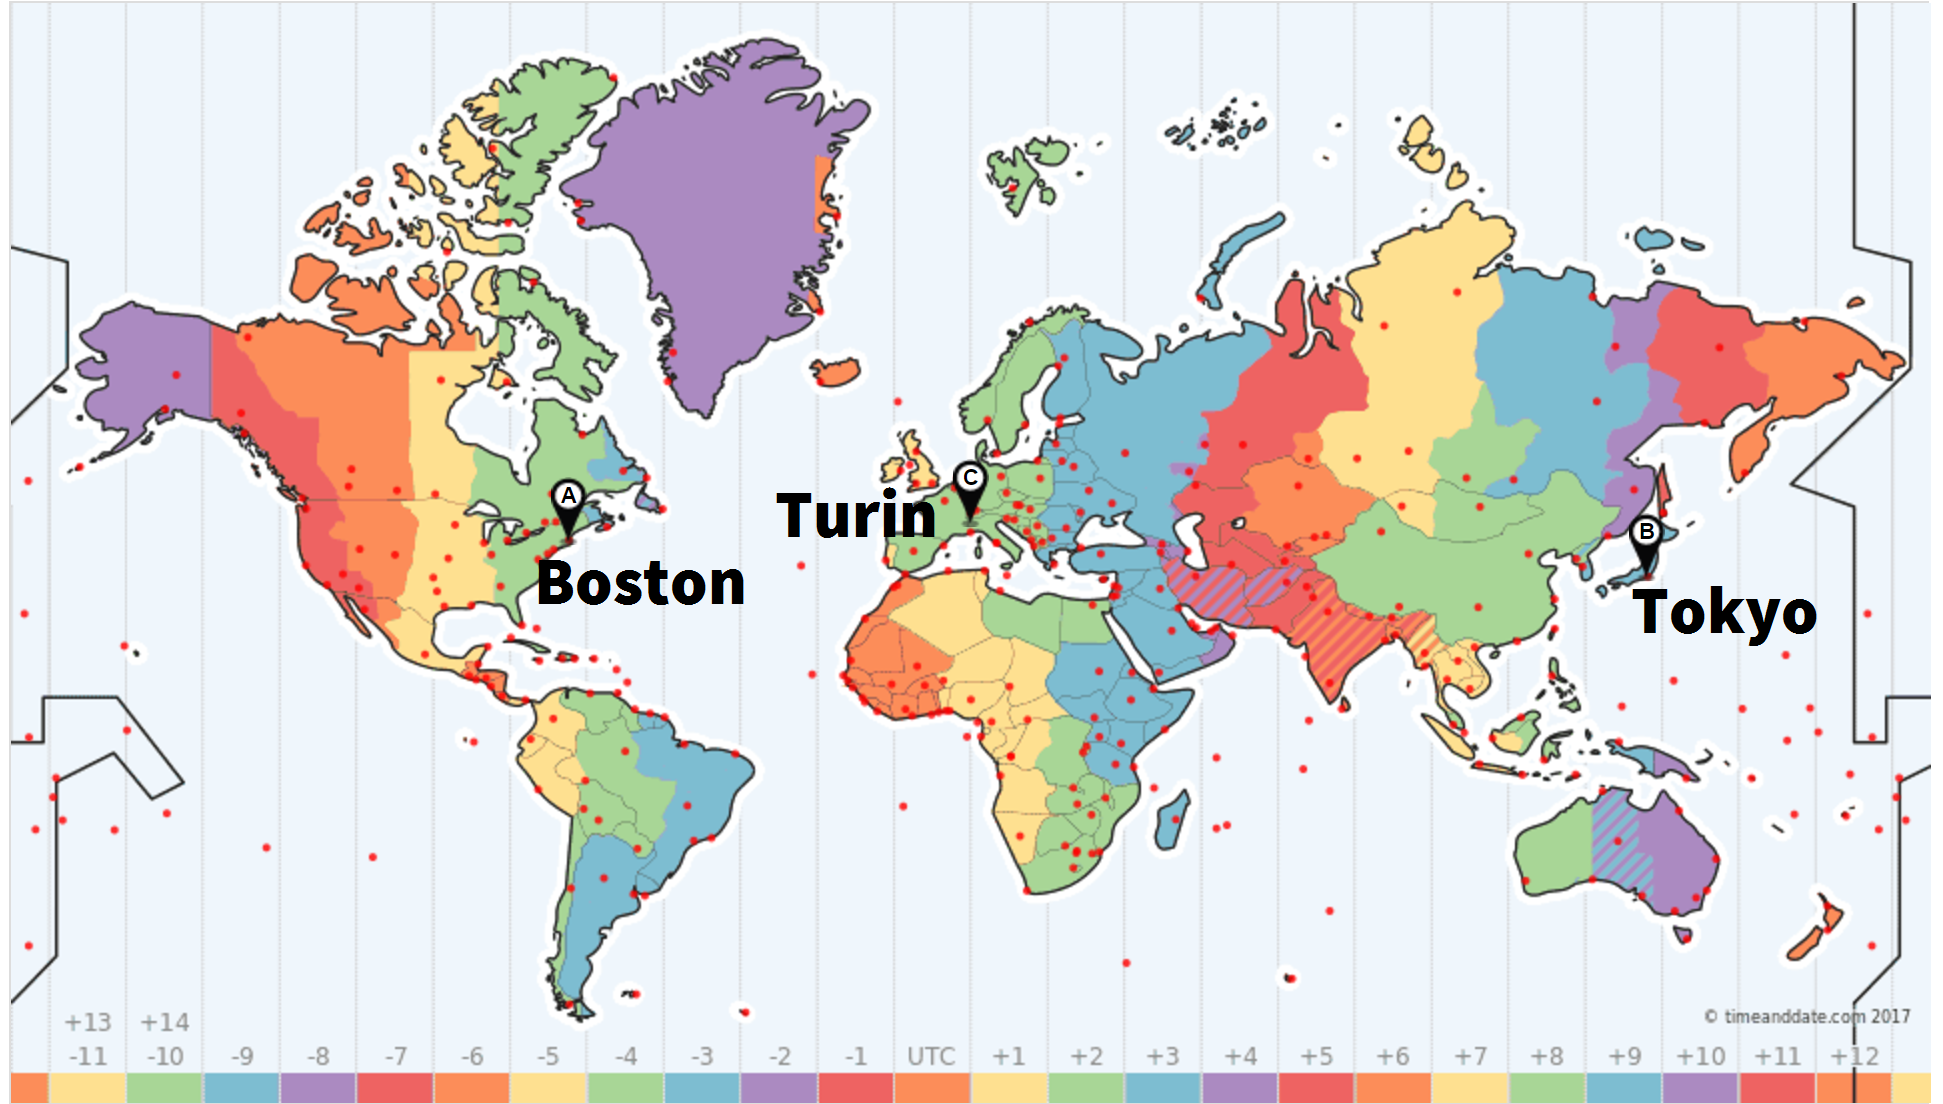 A
C
Turin
B
Boston
Tokyo
© timeanddate.com 2017
+13 +14
-11 -10 -9 -8 -7 -6 -5 -4 -3 -2 -1 UTC +1 +2 +3 +4 +5 +6 +7 +8 +9 +10 +11 +12